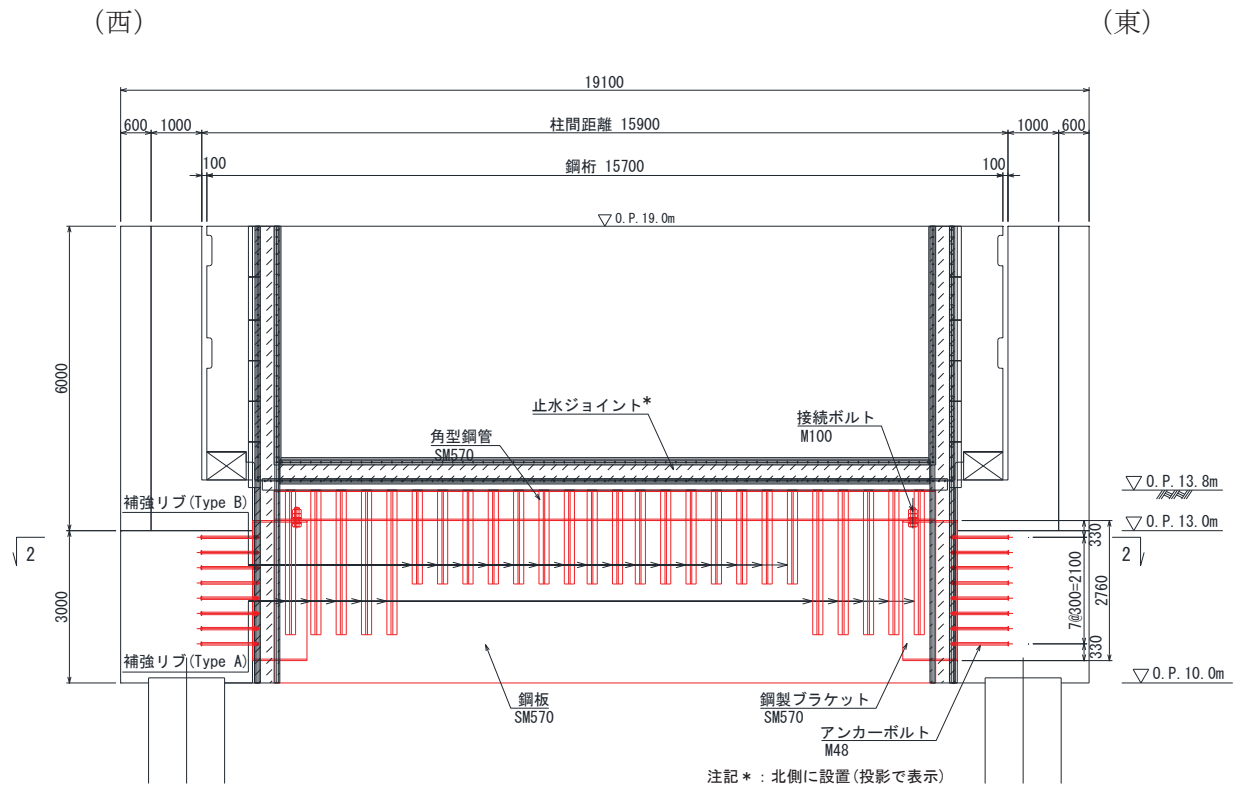 (西)
(東)
19100
600
1000
柱間距離 15900
1000
600
100
鋼桁 15700
100
▽O.P.19.0m
6000
止水ジョイント*
接続ボルト
M100
角型鋼管
SM570
▽O.P.13.8m
補強リブ(Type B)
▽O.P.13.0m
2
2
330
7@300=2100
2760
330
3000
補強リブ(Type A)
▽O.P.10.0m
鋼板
SM570
鋼製ブラケット
SM570
アンカーボルト
M48
注記*:北側に設置(投影で表示)